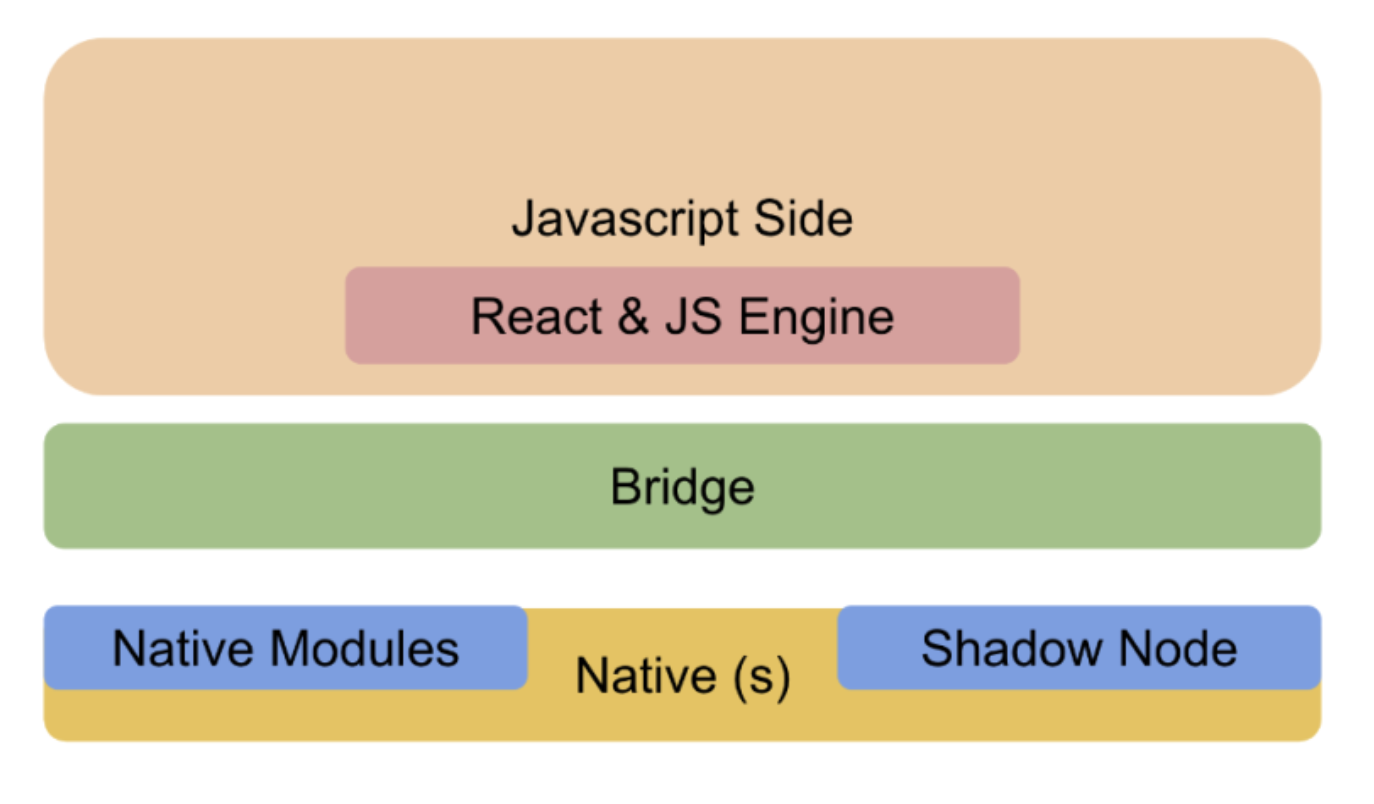 Javascript Side
React & JS Engine
Bridge
Native Modules
Native (s)
Shadow Node